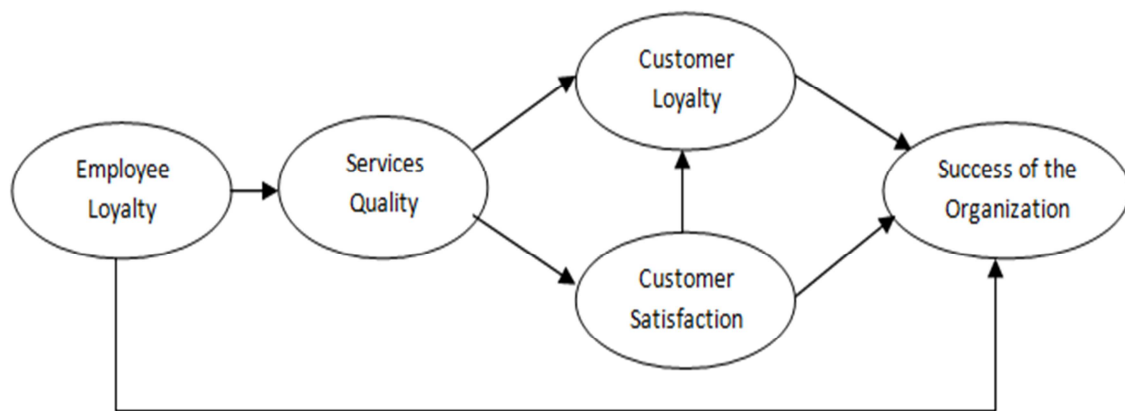 Employee
Loyalty
Services
Quality
Customer
Loyalty
Customer
Satisfaction
Success of the
Organization